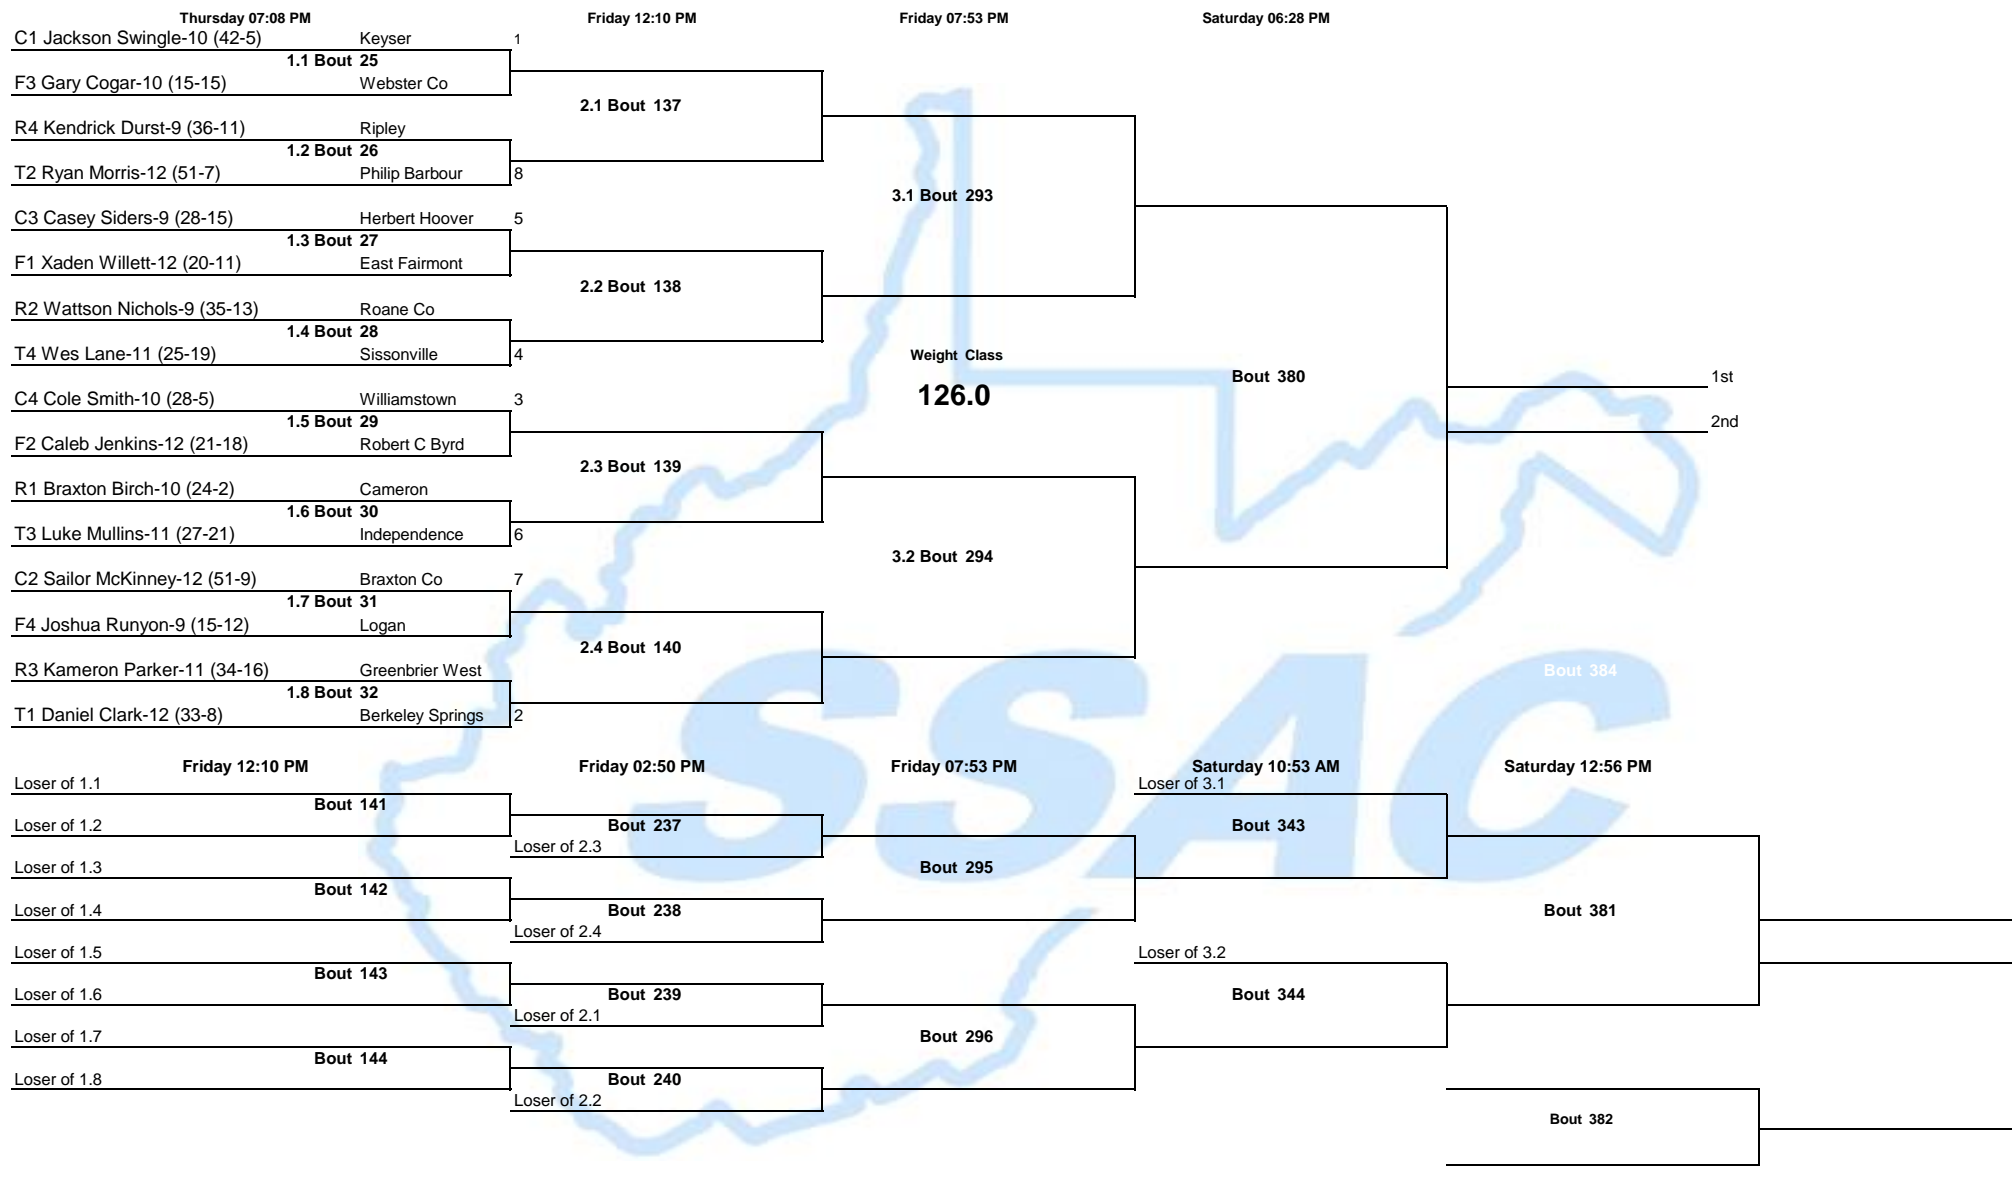 Thursday 07:08 PM Friday 12:10 PM Friday 07:53 PM Saturday 06:28 PM
C1 Jackson Swingle-10 (42-5) Keyser 1
1.1 Bout 25
F3 Gary Cogar-10 (15-15) Webster Co
2.1 Bout 137
R4 Kendrick Durst-9 (36-11) Ripley
1.2 Bout 26
T2 Ryan Morris-12 (51-7) Philip Barbour 8
3.1 Bout 293
C3 Casey Siders-9 (28-15) Herbert Hoover 5
1.3 Bout 27
F1 Xaden Willett-12 (20-11) East Fairmont
2.2 Bout 138
R2 Wattson Nichols-9 (35-13) Roane Co
1.4 Bout 28
T4 Wes Lane-11 (25-19) Sissonville 4
Weight Class
126.0
Bout 380
1st
2nd
C4 Cole Smith-10 (28-5) Williamstown 3
1.5 Bout 29
F2 Caleb Jenkins-12 (21-18) Robert C Byrd
2.3 Bout 139
R1 Braxton Birch-10 (24-2) Cameron
1.6 Bout 30
T3 Luke Mullins-11 (27-21) Independence 6
3.2 Bout 294
C2 Sailor McKinney-12 (51-9) Braxton Co 7
1.7 Bout 31
F4 Joshua Runyon-9 (15-12) Logan
2.4 Bout 140
R3 Kameron Parker-11 (34-16) Greenbrier West
Bout 384
1.8 Bout 32
T1 Daniel Clark-12 (33-8) Berkeley Springs 2
SSAC
Friday 12:10 PM Friday 02:50 PM Friday 07:53 PM Saturday 10:53 AM Saturday 12:56 PM
Loser of 1.1 Loser of 3.1
Bout 141
Loser of 1.2 Bout 237 Bout 343
Loser of 2.3
Loser of 1.3 Bout 295
Bout 142
Loser of 1.4 Bout 238 Bout 381
Loser of 2.4
Loser of 1.5 Loser of 3.2
Bout 143
Loser of 1.6 Bout 239 Bout 344
Loser of 2.1
Loser of 1.7 Bout 296
Bout 144
Loser of 1.8 Bout 240
Loser of 2.2
Bout 382